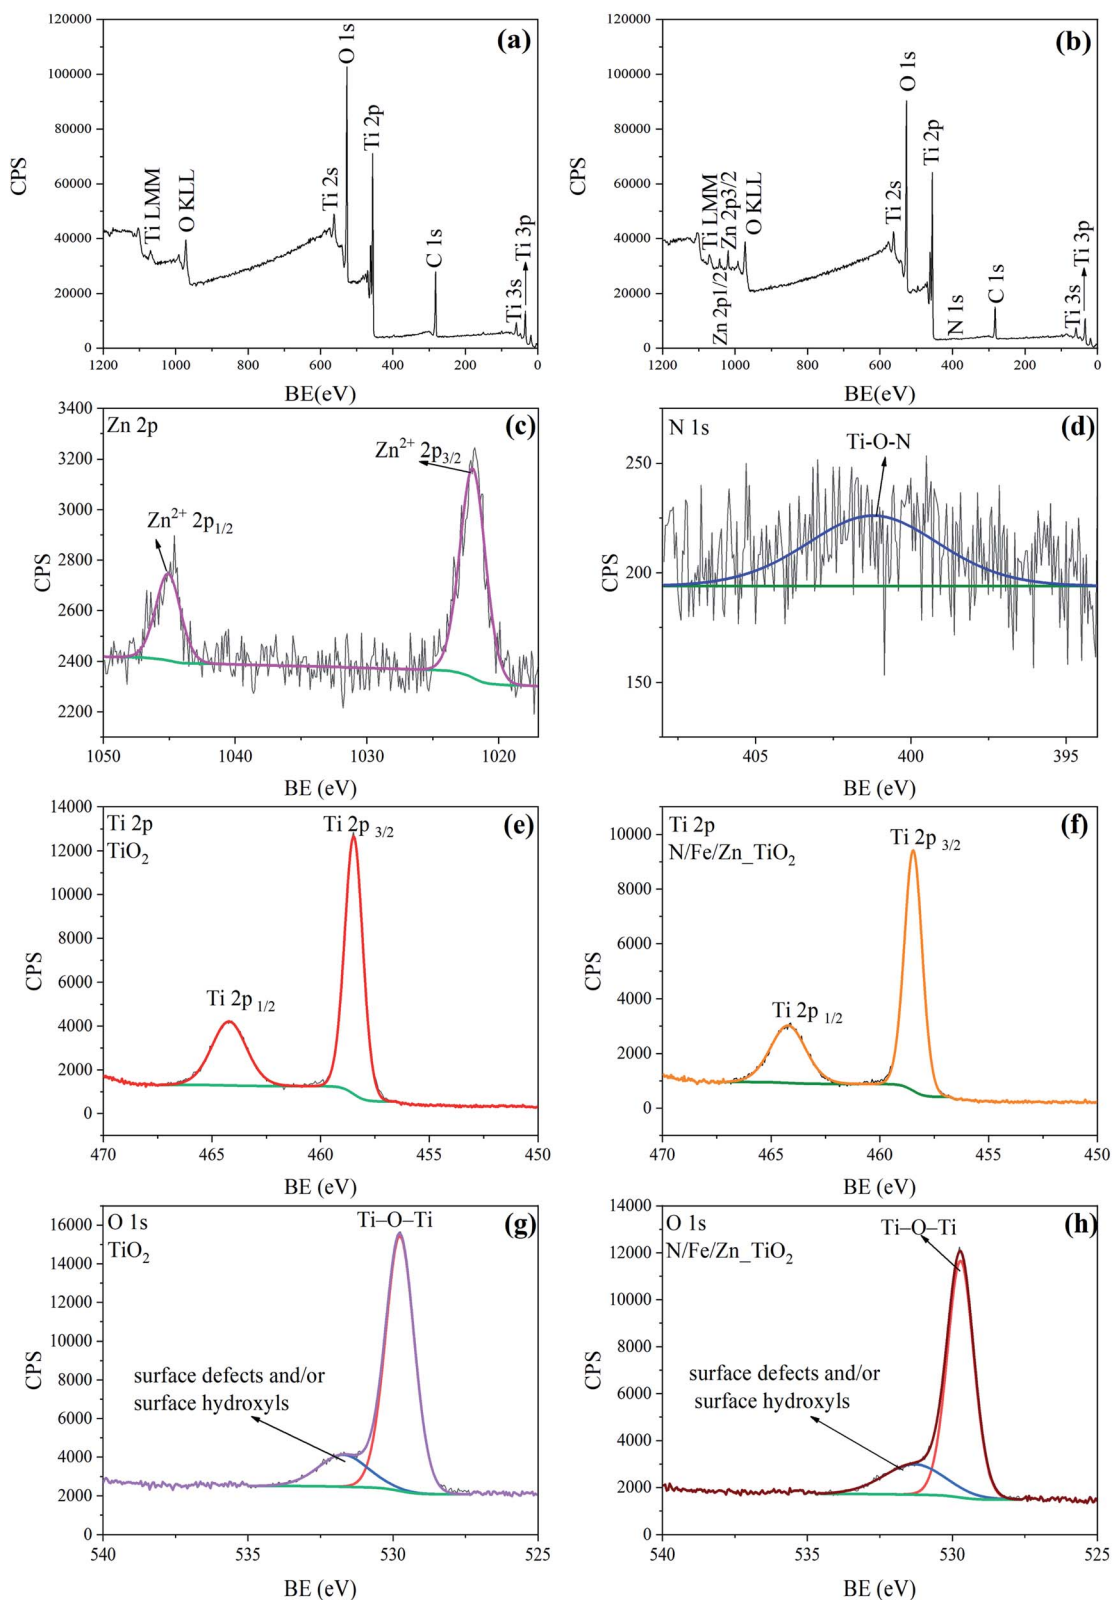 (a)
120000
100000
80000
60000
40000
20000
0
CPS
Ti LMM
O KLL
Ti 2s
O 1s
Ti 2p
C 1s
Ti 3s
Ti 3p
1200 1000 800 600 400 200 0
BE(eV)
(b)
120000
100000
80000
60000
40000
20000
0
CPS
Ti LMM
Zn 2p1/2
Zn 2p3/2
O KLL
Ti 2s
O 1s
Ti 2p
N 1s
C 1s
Ti 3s
Ti 3p
1200 1000 800 600 400 200 0
BE(eV)
Zn 2p
(c)
3400
3200
3000
2800
2600
2400
2200
CPS
Zn²⁺ 2p₁/₂
Zn²⁺ 2p₃/₂
1050 1040 1030 1020
BE (eV)
N 1s
(d)
250
200
150
CPS
Ti-O-N
405 400 395
BE (eV)
Ti 2p
TiO₂
(e)
14000
12000
10000
8000
6000
4000
2000
0
CPS
Ti 2p ₃/₂
Ti 2p ₁/₂
470 465 460 455 450
BE (eV)
Ti 2p
N/Fe/Zn_TiO₂
(f)
10000
8000
6000
4000
2000
0
CPS
Ti 2p ₃/₂
Ti 2p ₁/₂
470 465 460 455 450
BE (eV)
O 1s
TiO₂
(g)
16000
14000
12000
10000
8000
6000
4000
2000
0
CPS
Ti–O–Ti
surface defects and/or
surface hydroxyls
540 535 530 525
BE (eV)
O 1s
N/Fe/Zn_TiO₂
(h)
14000
12000
10000
8000
6000
4000
2000
0
CPS
Ti–O–Ti
surface defects and/or
surface hydroxyls
540 535 530 525
BE (eV)